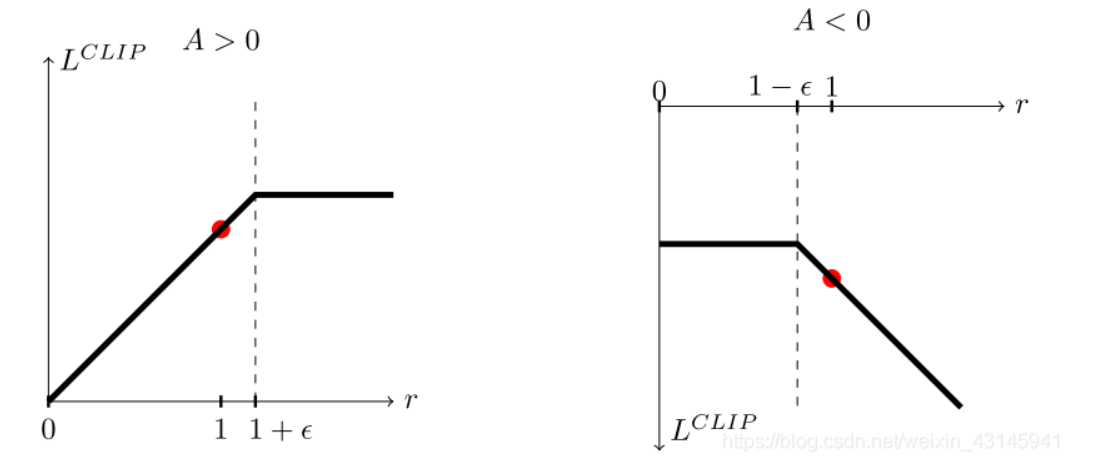 L^{CLIP}
A > 0
0
1
1 + ϵ
r
A < 0
0
1 − ϵ
1
r
L^{CLIP}
https://blog.csdn.net/weixin_43145941